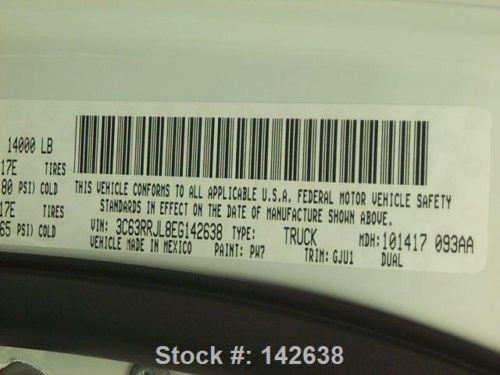 14000 LB
17E TIRES
80 PSI) COLD
17E TIRES
65 PSI) COLD
THIS VEHICLE CONFORMS TO ALL APPLICABLE U.S.A. FEDERAL MOTOR VEHICLE SAFETY
STANDARDS IN EFFECT ON THE DATE OF MANUFACTURE SHOWN ABOVE.
VIN: 3C63RRJL8EG142638 TYPE: TRUCK MDH: 101417 093AA
VEHICLE MADE IN MEXICO PAINT: PW7 TRIM: GJU1 DUAL
Stock #: 142638